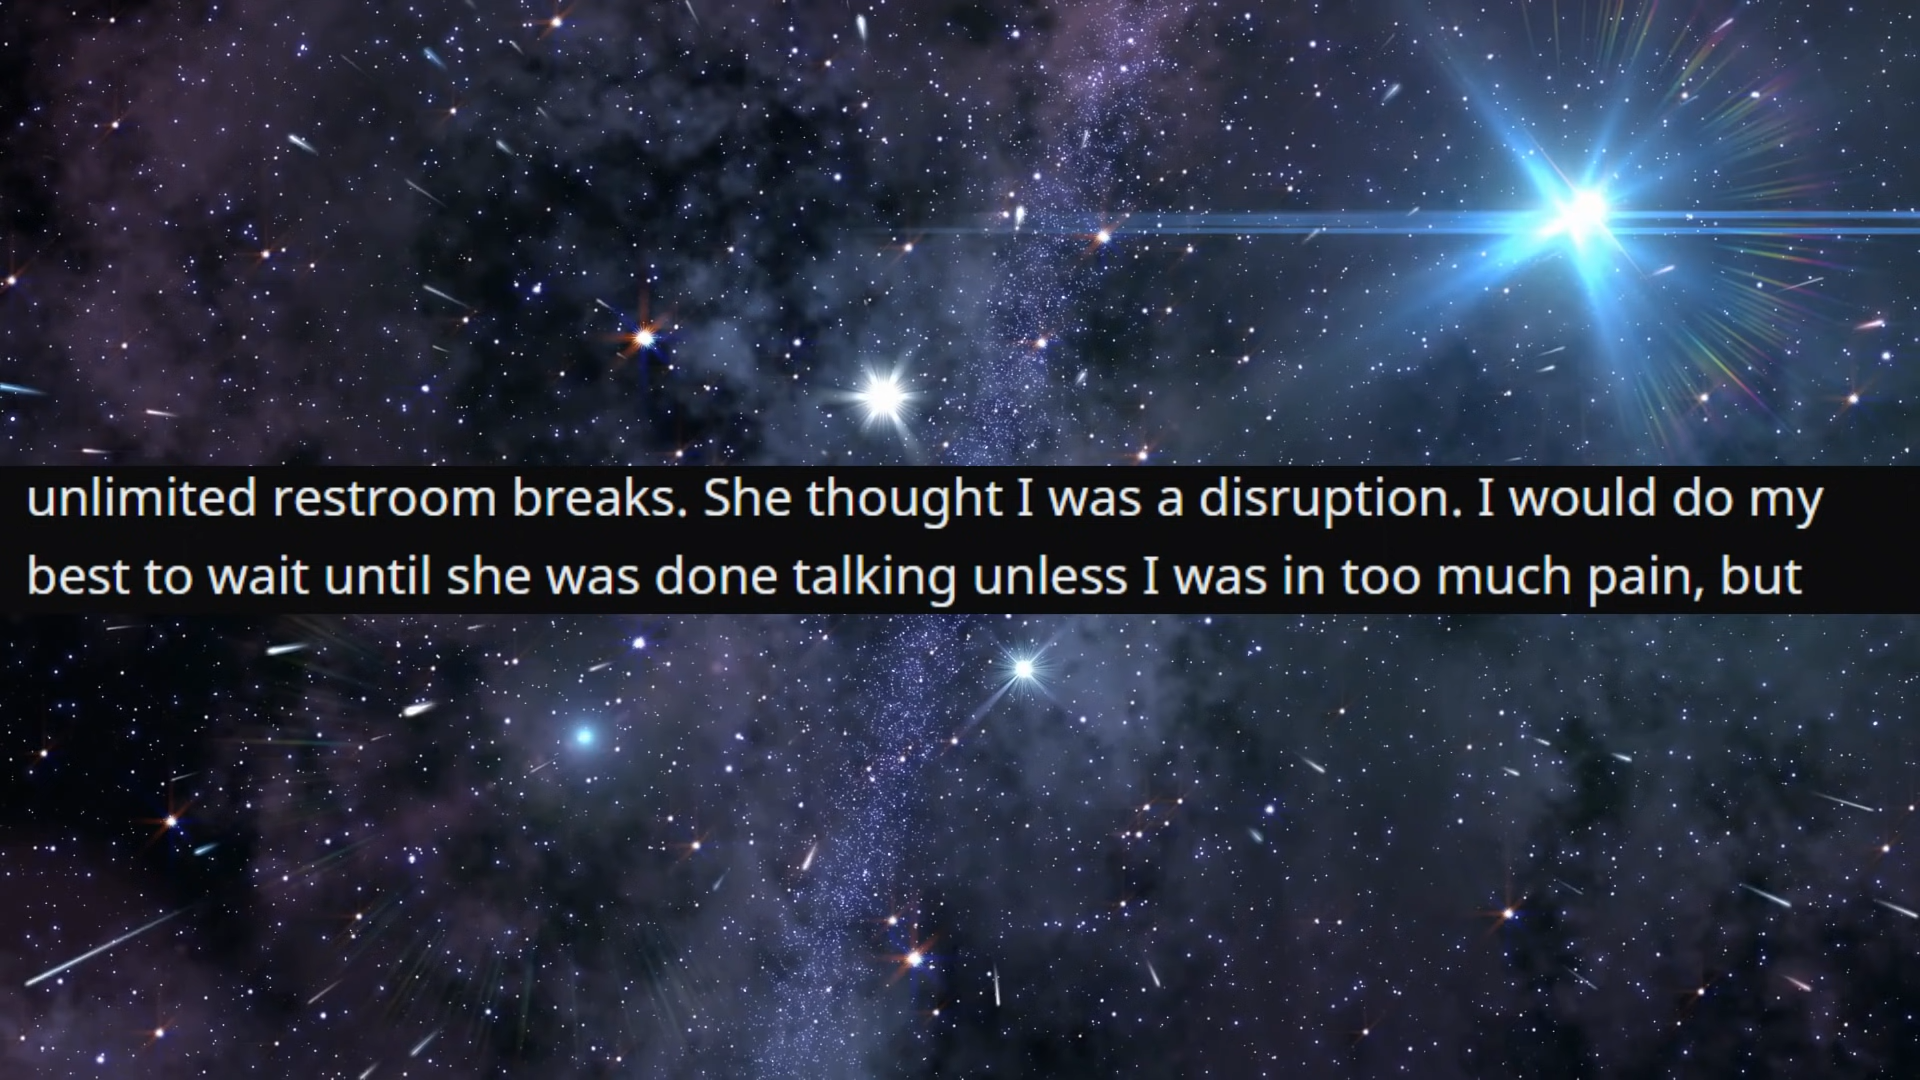 unlimited restroom breaks. She thought I was a disruption. I would do my
best to wait until she was done talking unless I was in too much pain, but